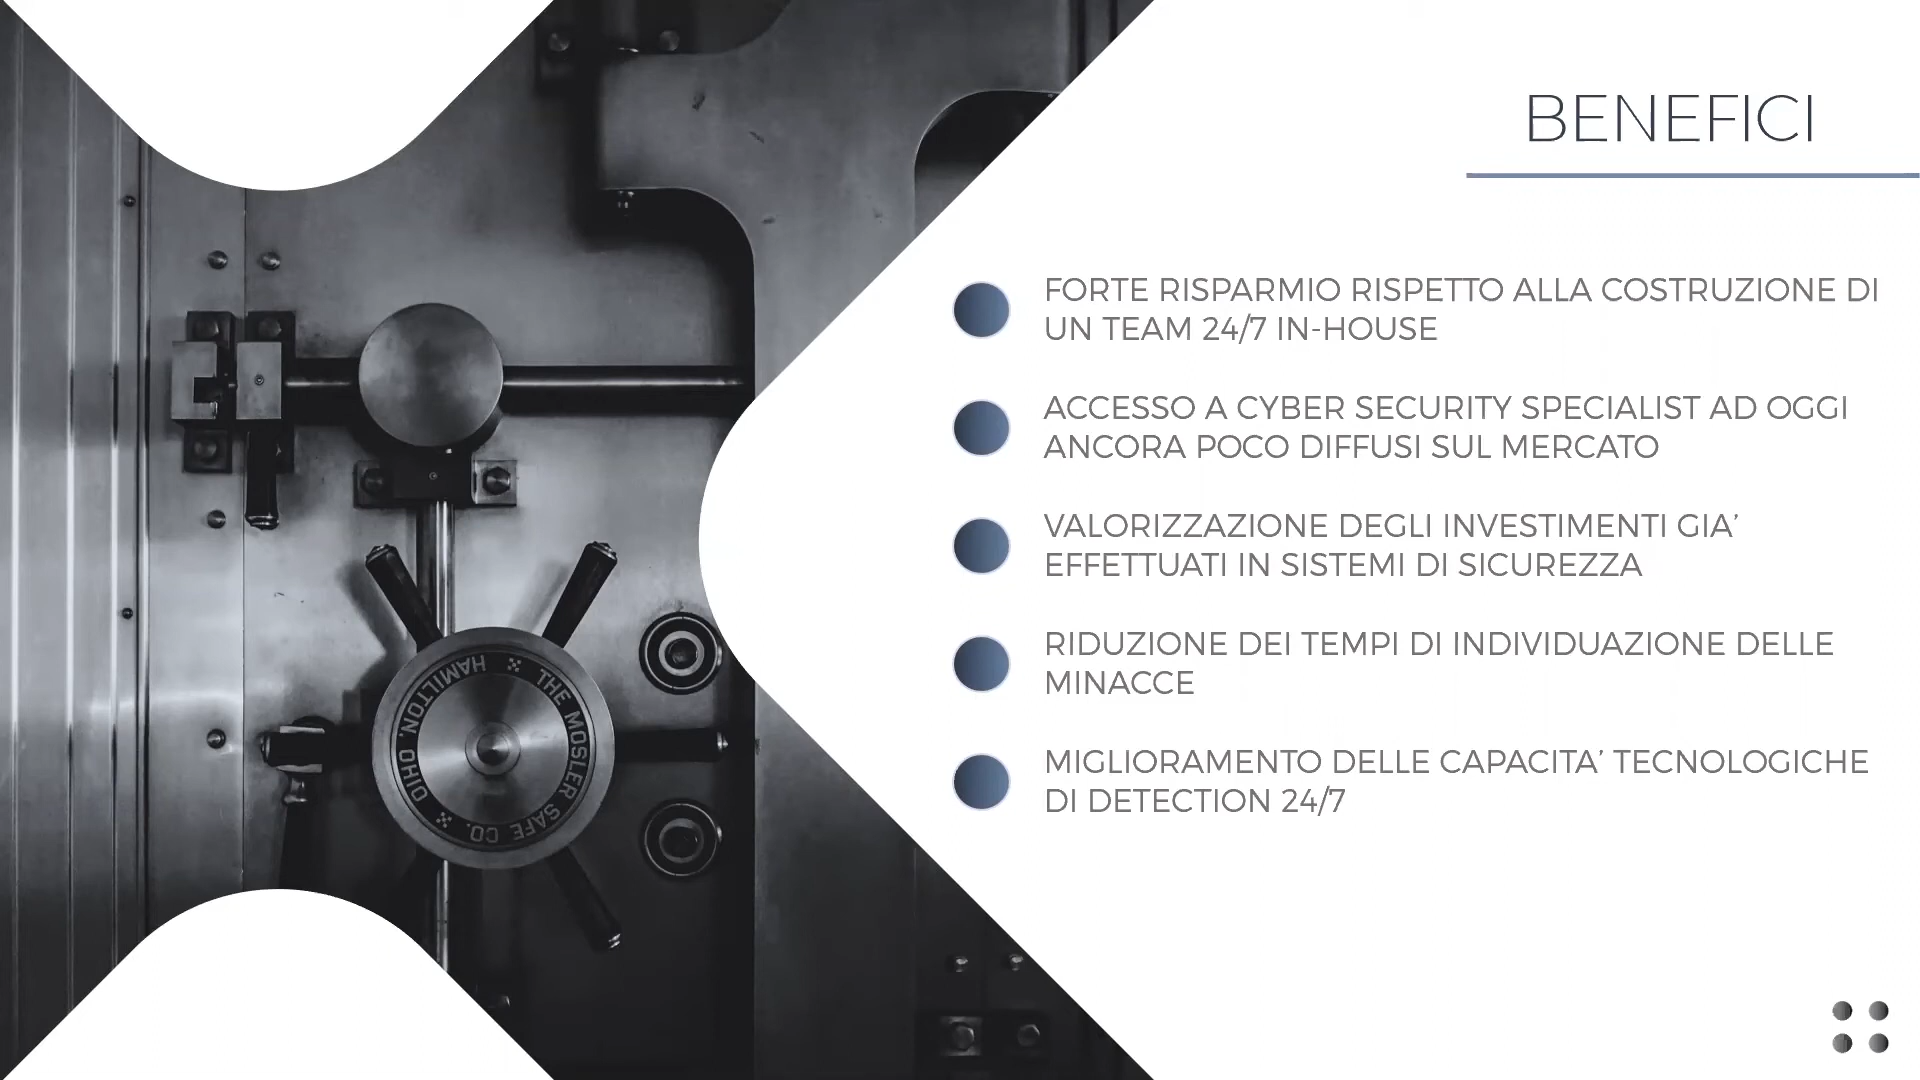 BENEFICI
FORTE RISPARMIO RISPETTO ALLA COSTRUZIONE DI
UN TEAM 24/7 IN-HOUSE
ACCESSO A CYBER SECURITY SPECIALIST AD OGGI
ANCORA POCO DIFFUSI SUL MERCATO
VALORIZZAZIONE DEGLI INVESTIMENTI GIA’
EFFETTUATI IN SISTEMI DI SICUREZZA
RIDUZIONE DEI TEMPI DI INDIVIDUAZIONE DELLE
MINACCE
MIGLIORAMENTO DELLE CAPACITA’ TECNOLOGICHE
DI DETECTION 24/7
THE MOSLER SAFE CO.
HAMILTON, OHIO